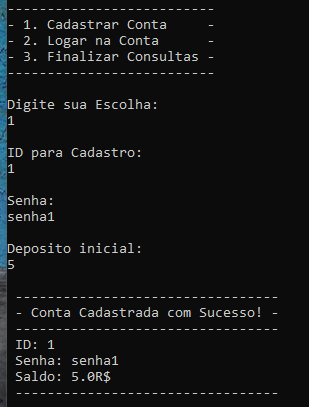 --------------------------
- 1. Cadastrar Conta     -
- 2. Logar na Conta      -
- 3. Finalizar Consultas -
--------------------------
Digite sua Escolha:
1
ID para Cadastro:
1
Senha:
senha1
Deposito inicial:
5
---------------------------------
- Conta Cadastrada com Sucesso! -
---------------------------------
ID: 1
Senha: senha1
Saldo: 5.0R$
---------------------------------